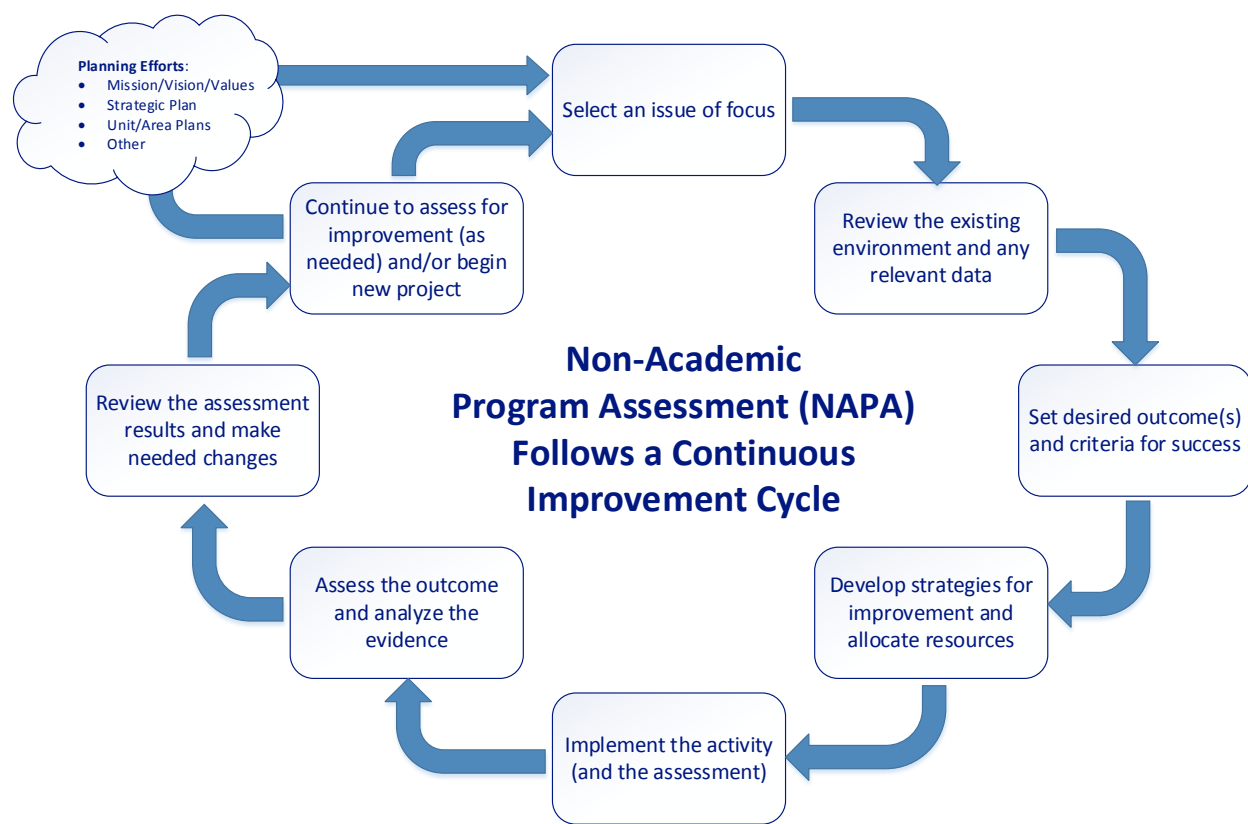 Planning Efforts:
• Mission/Vision/Values
• Strategic Plan
• Unit/Area Plans
• Other
Select an issue of focus
Review the existing
environment and any
relevant data
Set desired outcome(s)
and criteria for success
Develop strategies for
improvement and
allocate resources
Implement the activity
(and the assessment)
Assess the outcome
and analyze the
evidence
Review the assessment
results and make
needed changes
Continue to assess for
improvement (as
needed) and/or begin
new project
Non-Academic
Program Assessment (NAPA)
Follows a Continuous
Improvement Cycle